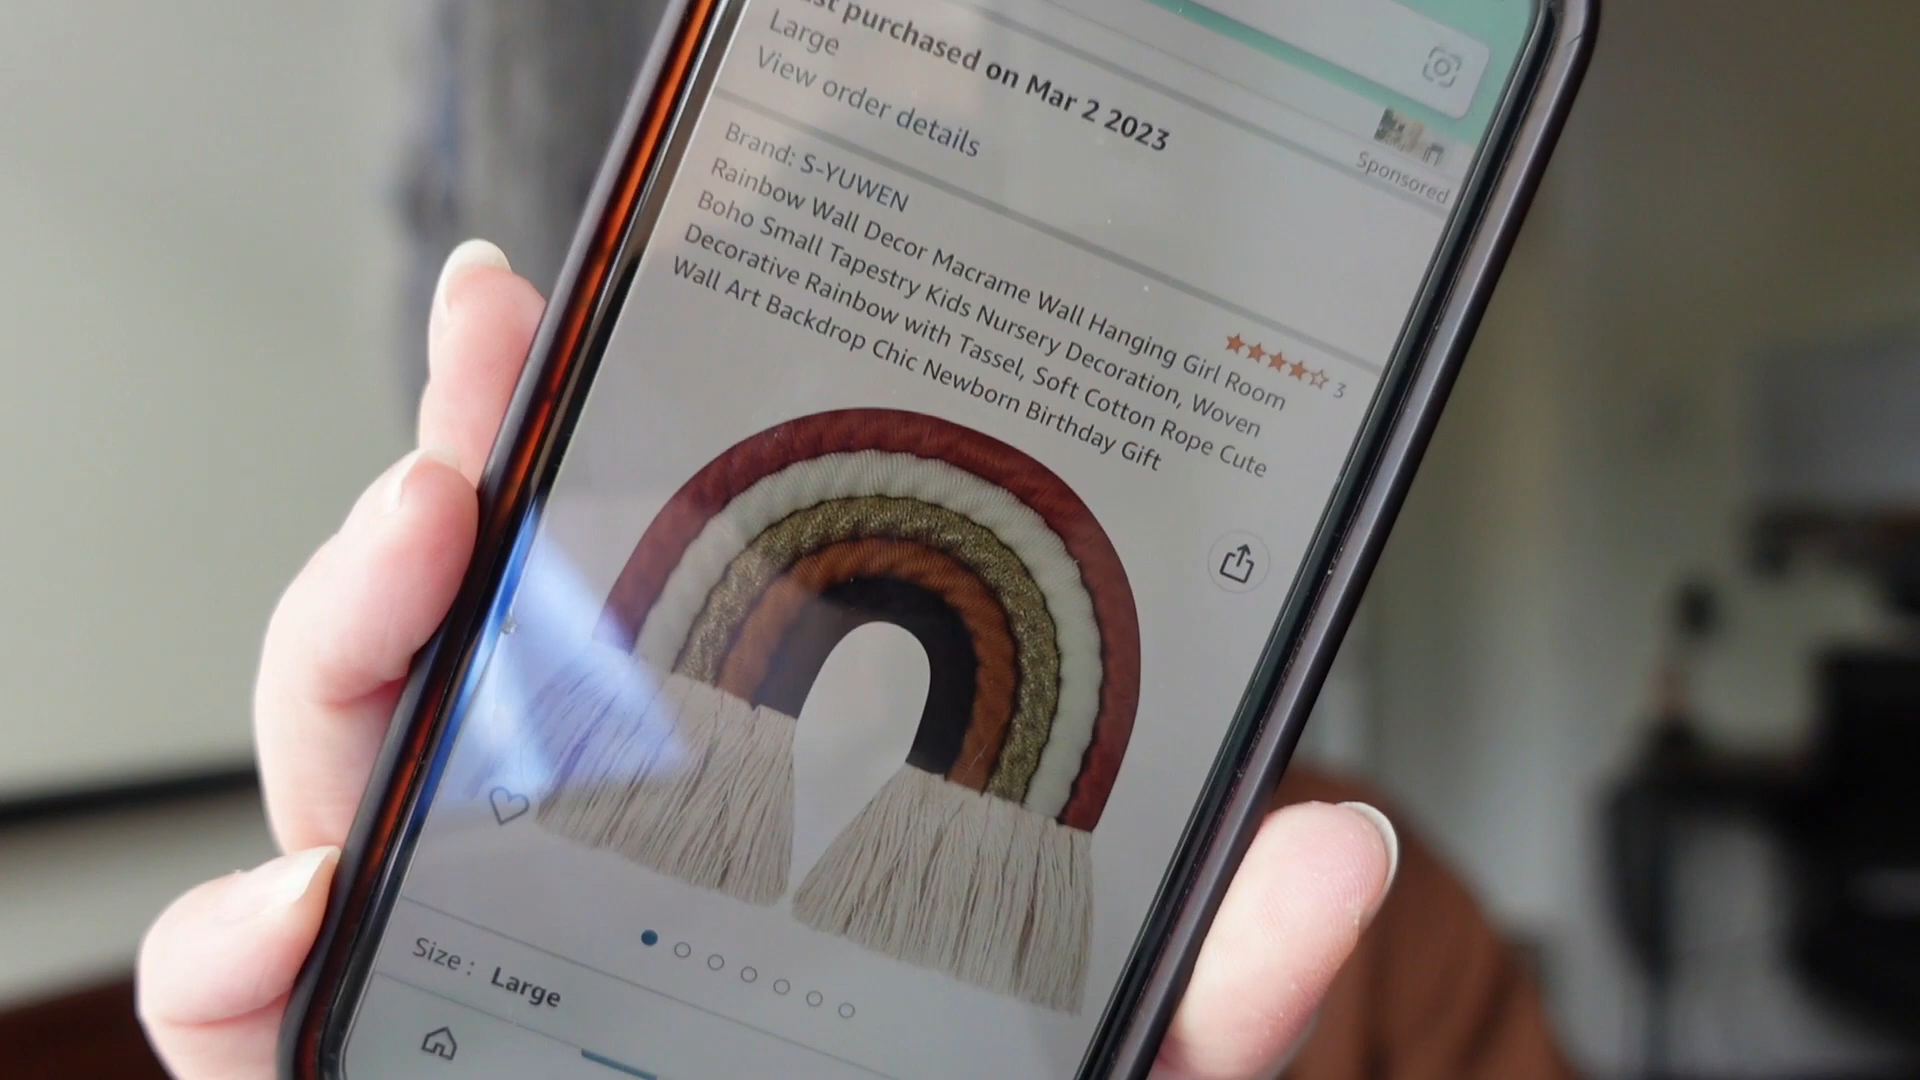 purchased on Mar 2 2023
Large
View order details
Sponsored
Brand: S-YUWEN
3
Rainbow Wall Decor Macrame Wall Hanging Girl Room
Boho Small Tapestry Kids Nursery Decoration, Woven
Decorative Rainbow with Tassel, Soft Cotton Rope Cute
Wall Art Backdrop Chic Newborn Birthday Gift
Size: Large